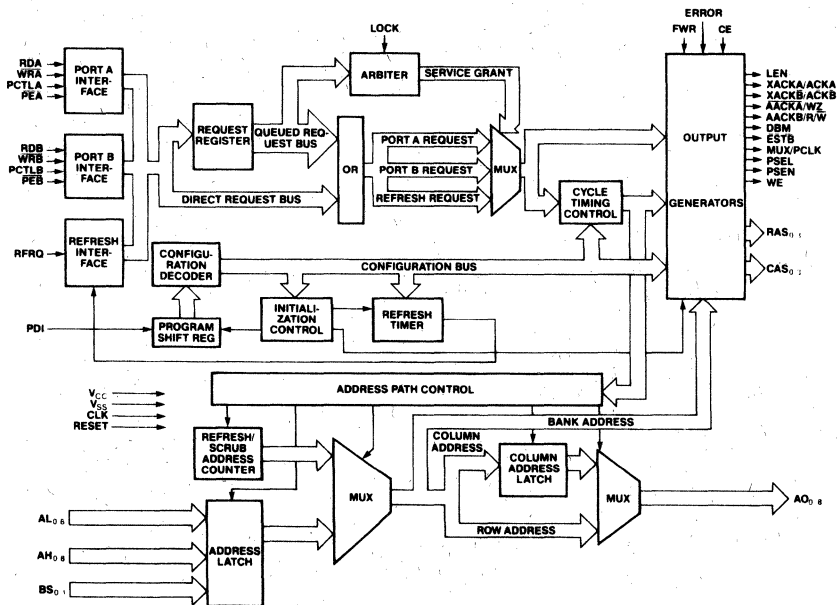 ERROR
LOCK
FWR
CE
RDA
WRA
PCTLA
PEA
PORT A
INTER-
FACE
ARBITER
SERVICE GRANT
LEN
XACKA/ACKA
XACKB/ACKB
AACKA/WZ
AACKB/R/W
DBM
ESTB
MUX/PCLK
PSEL
PSEN
WE
REQUEST
REGISTER
QUEUED REQ-
UEST BUS
OUTPUT
GENERATORS
RDB
WRB
PCTLB
PEB
PORT B
INTER-
FACE
OR
PORT A REQUEST
PORT B REQUEST
REFRESH REQUEST
MUX
DIRECT REQUEST BUS
CYCLE
TIMING
CONTROL
RAS0 1
CAS0 1
RFRQ
REFRESH
INTER-
FACE
CONFIGU-
RATION
DECODER
CONFIGURATION BUS
PDI
PROGRAM
SHIFT REG
INITIALI-
ZATION
CONTROL
REFRESH
TIMER
ADDRESS PATH CONTROL
VCC
VSS
CLK
RESET
BANK ADDRESS
REFRESH/
SCRUB
ADDRESS
COUNTER
COLUMN
ADDRESS
COLUMN
ADDRESS
LATCH
MUX
MUX
AO0 8
ROW ADDRESS
AL0 8
AH0 8
BS0 1
ADDRESS
LATCH